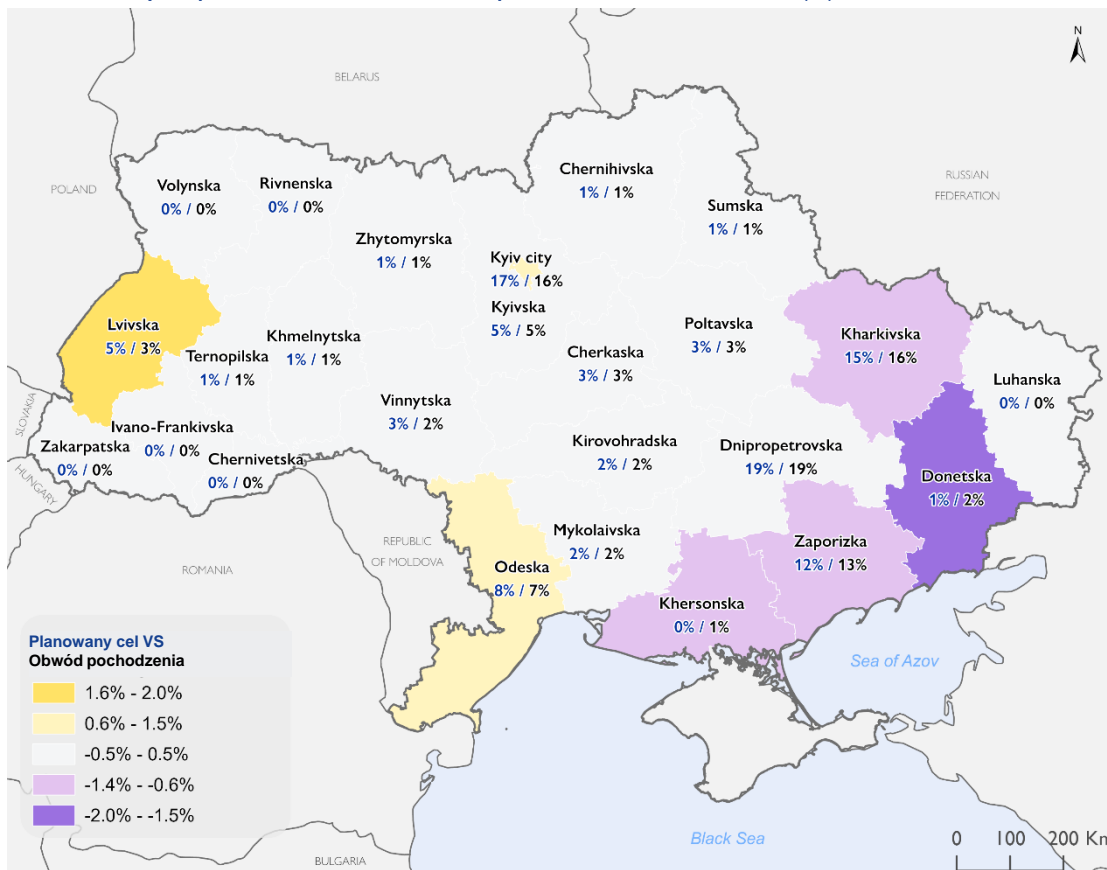 N
BELARUS
POLAND
RUSSIAN
FEDERATION
Volynska
0% / 0%
Rivnenska
0% / 0%
Chernihivska
1% / 1%
Sumska
1% / 1%
Zhytomyrska
1% / 1%
Kyiv city
17% / 16%
Kyivska
5% / 5%
Lvivska
5% / 3%
Ternopilska
1% / 1%
Khmelnytska
1% / 1%
Cherkaska
3% / 3%
Poltavska
3% / 3%
Kharkivska
15% / 16%
Luhanska
0% / 0%
SLOVAKIA
Vinnytska
3% / 2%
Ivano-Frankivska
0% / 0%
Zakarpatska
0% / 0%
Chernivetska
0% / 0%
HUNGARY
Kirovohradska
2% / 2%
Dnipropetrovska
19% / 19%
Donetska
1% / 2%
Mykolaivska
2% / 2%
Zaporizka
12% / 13%
REPUBLIC
OF MOLDOVA
ROMANIA
Odeska
8% / 7%
Khersonska
0% / 1%
Sea of Azov
Planowany cel VS
Obwód pochodzenia
1.6% - 2.0%
0.6% - 1.5%
-0.5% - 0.5%
-1.4% - -0.6%
-2.0% - -1.5%
Black Sea
0 100 200 Km
BULGARIA